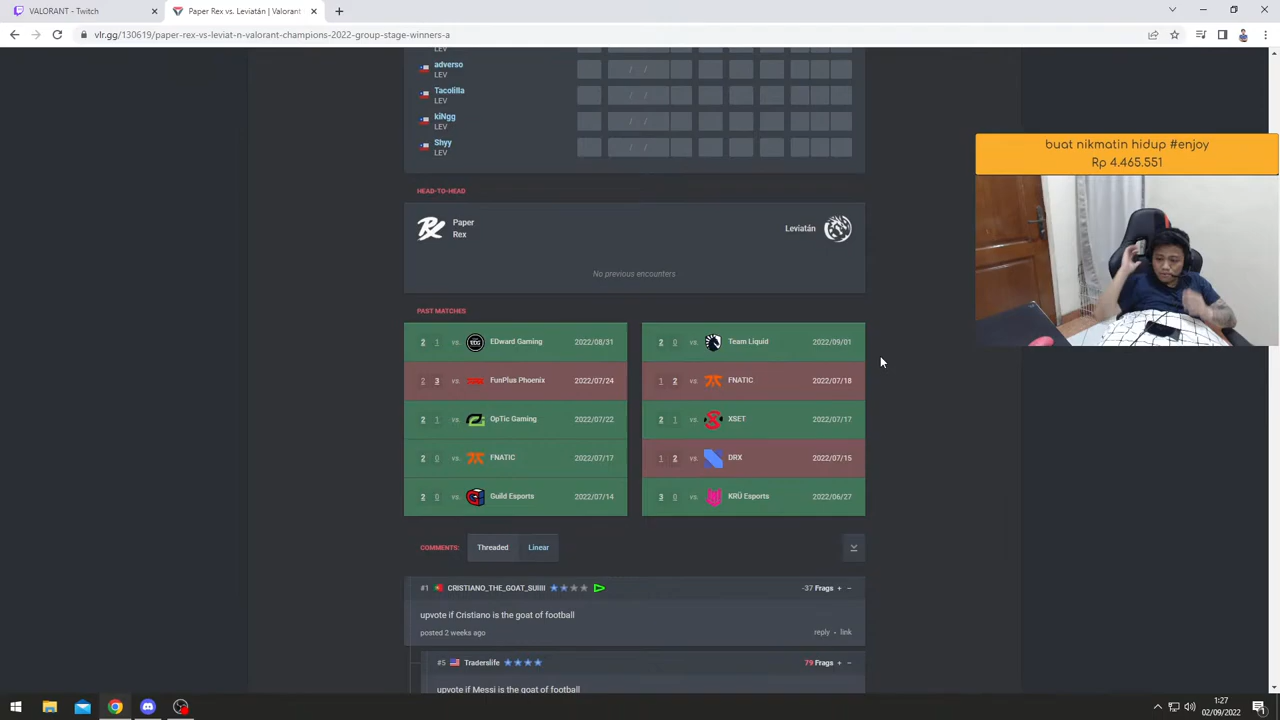 VALORANT - Twitch
Paper Rex vs. Leviatán | Valorant
vlr.gg/130619/paper-rex-vs-leviat-n-valorant-champions-2022-group-stage-winners-a
LEV
adverso
LEV
/ /
Tacolilla
LEV
/ /
kiNgg
LEV
/ /
Shyy
LEV
/ /
buat nikmatin hidup #enjoy
Rp 4.465.551
HEAD-TO-HEAD
Paper
Rex
Leviatán
No previous encounters
PAST MATCHES
2 1 vs. EDG EDward Gaming 2022/08/31
2 3 vs. FunPlus Phoenix 2022/07/24
2 1 vs. OpTic Gaming 2022/07/22
2 0 vs. FNATIC 2022/07/17
2 0 vs. Guild Esports 2022/07/14
2 0 vs. Team Liquid 2022/09/01
1 2 vs. FNATIC 2022/07/18
2 1 vs. XSET 2022/07/17
1 2 vs. DRX 2022/07/15
3 0 vs. KRÜ Esports 2022/06/27
COMMENTS: Threaded Linear
#1 CRISTIANO_THE_GOAT_SUIIII -37 Frags + –
upvote if Cristiano is the goat of football
posted 2 weeks ago reply • link
#5 Traderslife 79 Frags + –
upvote if Messi is the goat of football
1:27
02/09/2022
1